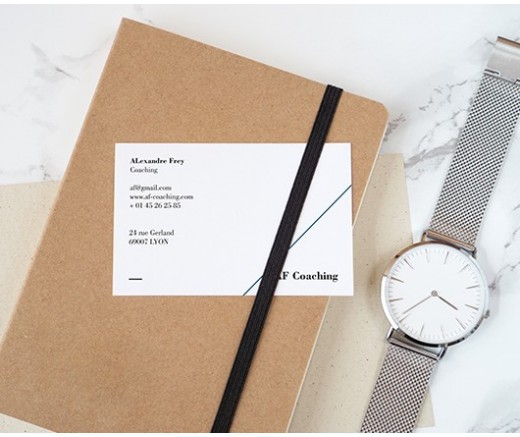 ALexandre Frey
Coaching
af@gmail.com
www.af-coaching.com
+ 01 45 26 25 85
24 rue Gerland
69007 LYON
AF Coaching